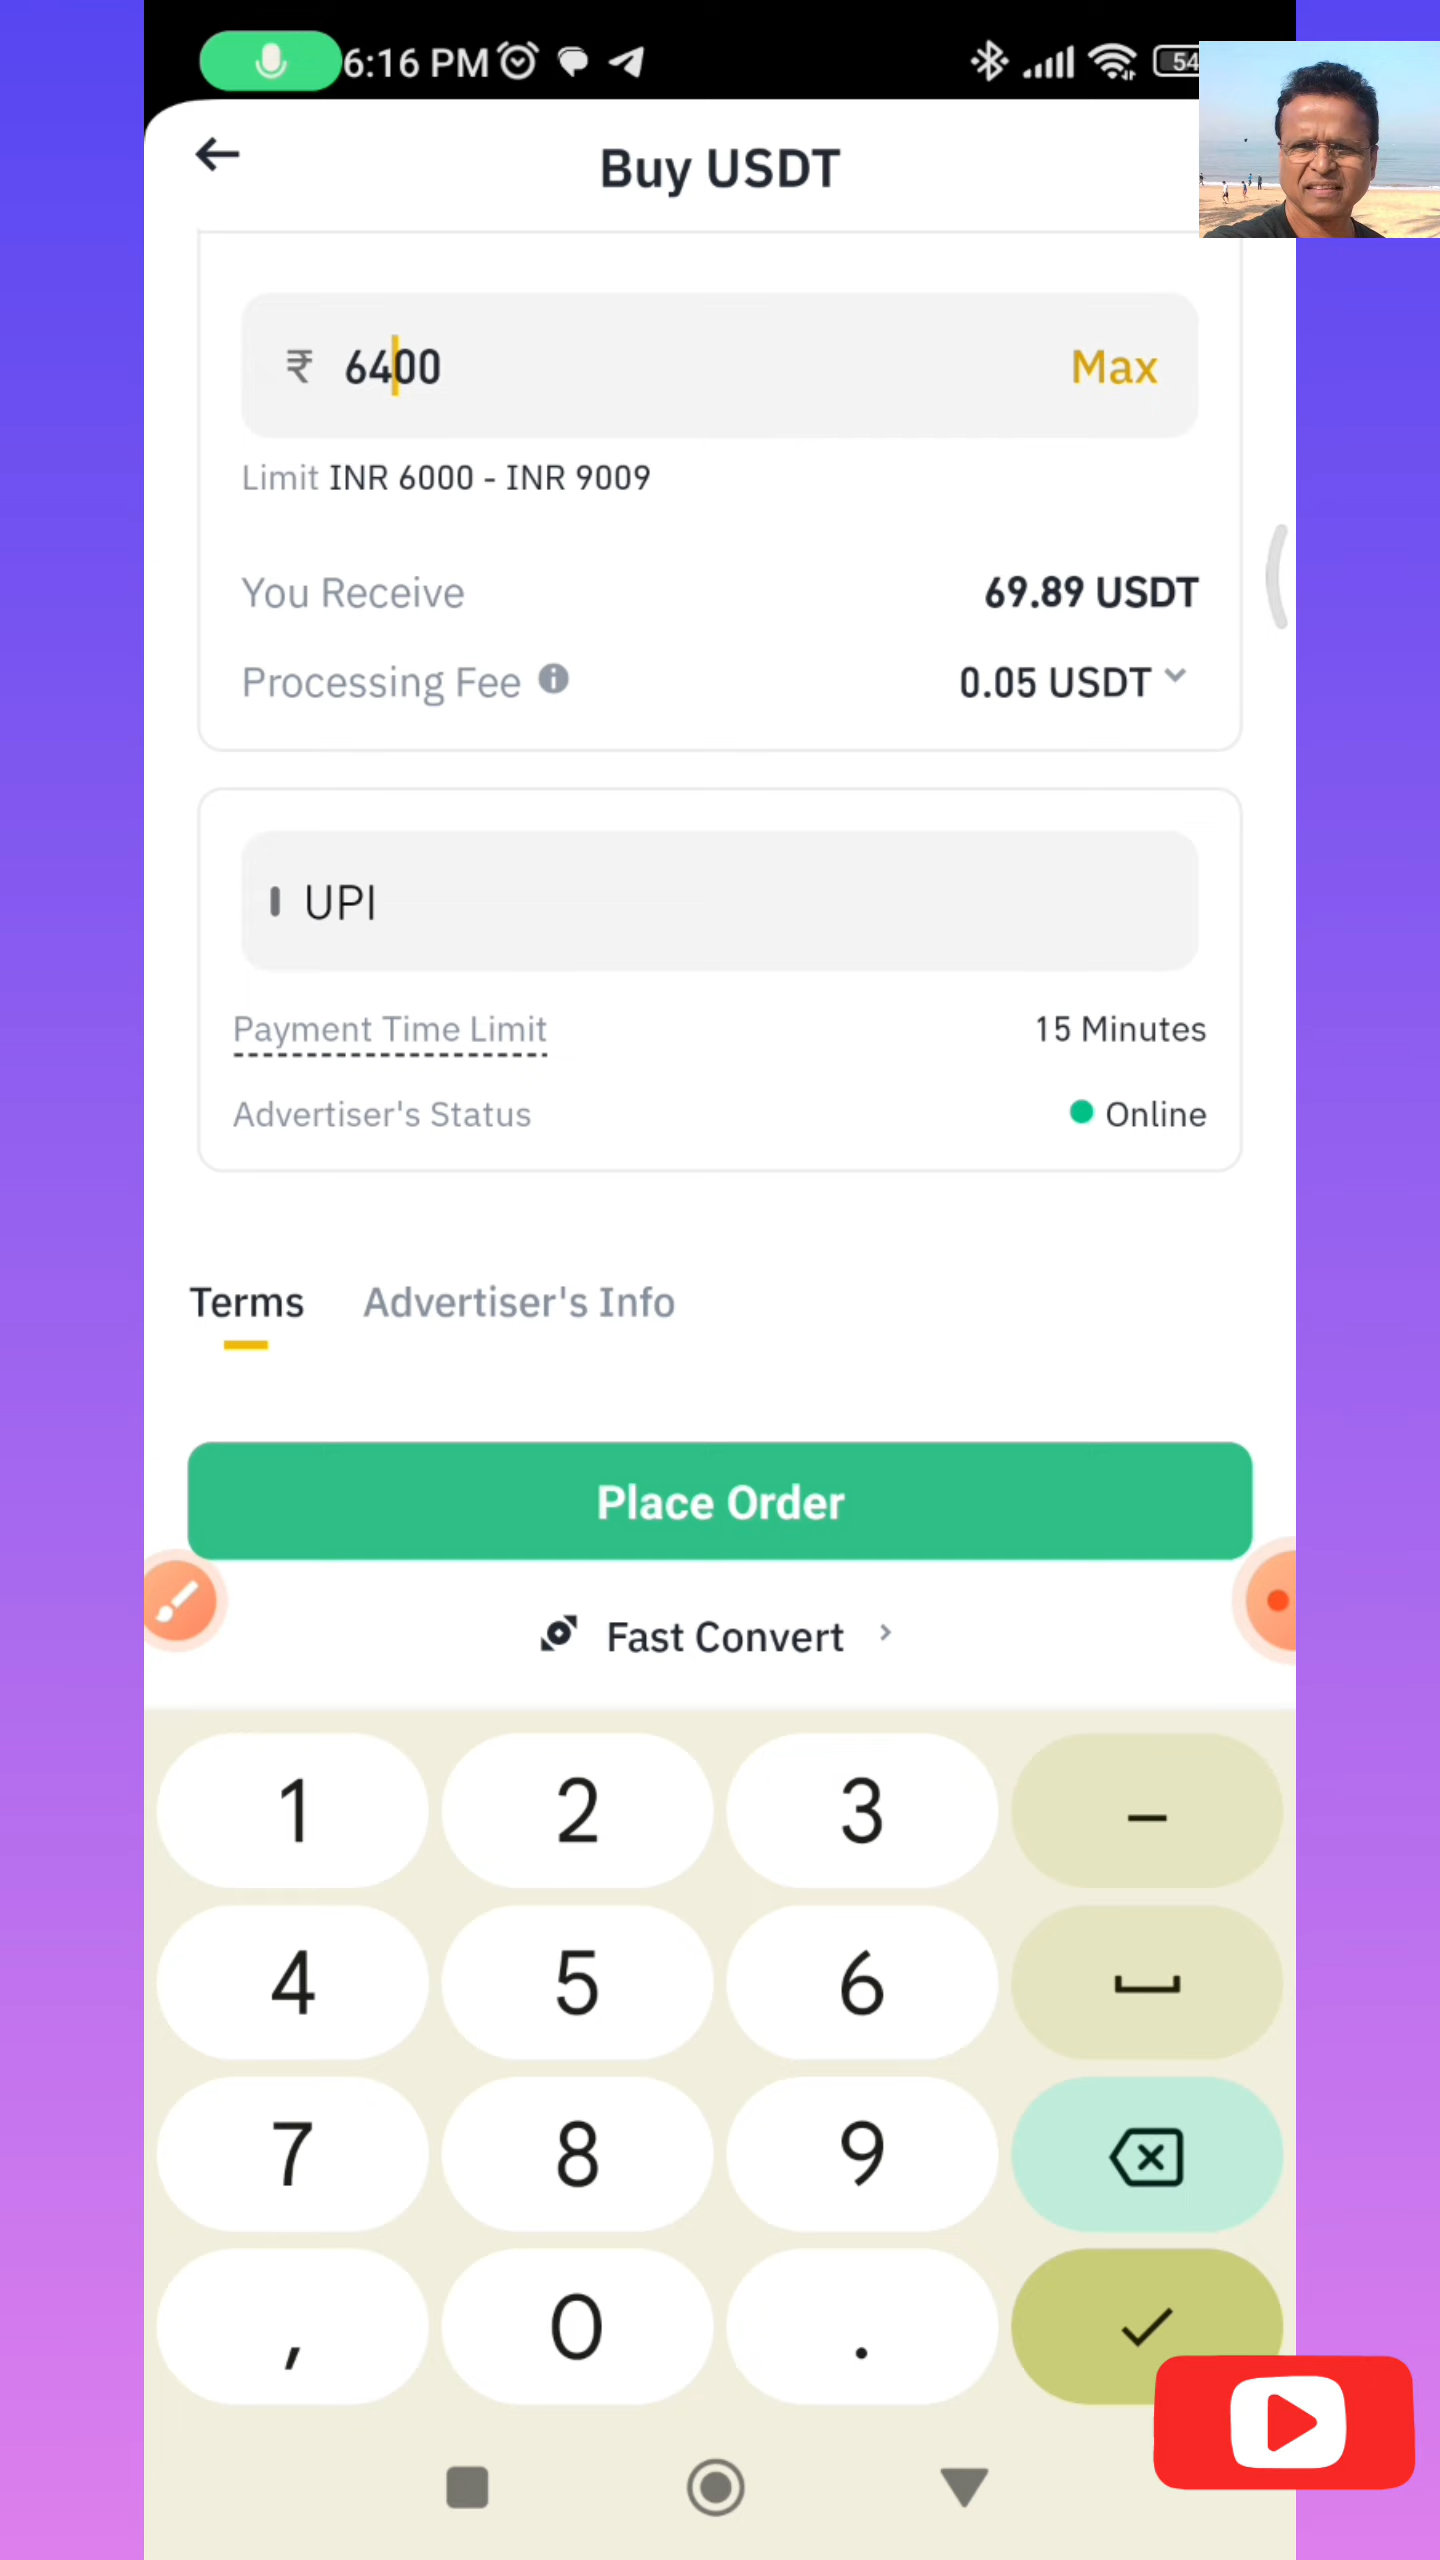 6:16 PM
54
Buy USDT
₹ 6400 Max
Limit INR 6000 - INR 9009
You Receive 69.89 USDT
Processing Fee 0.05 USDT
UPI
Payment Time Limit 15 Minutes
Advertiser's Status Online
Terms Advertiser's Info
Place Order
Fast Convert
1 2 3 –
4 5 6
7 8 9
, 0 .